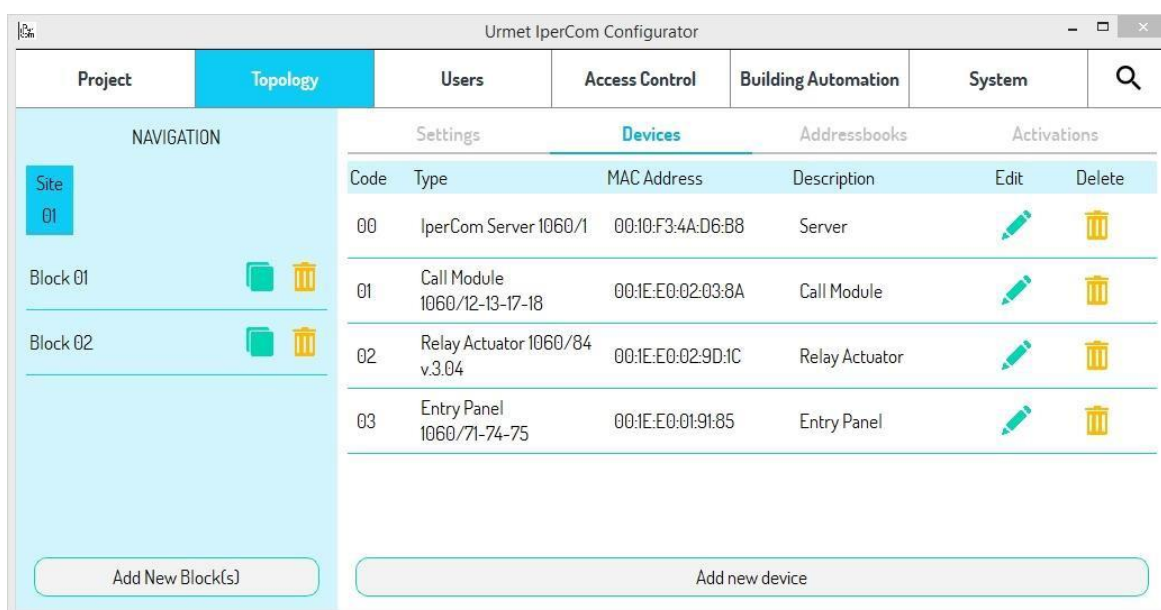 Urmet IperCom Configurator
Project Topology Users Access Control Building Automation System
NAVIGATION
Site
01
Block 01
Block 02
Add New Block(s)
Settings Devices Addressbooks Activations
Code Type MAC Address Description Edit Delete
00 IperCom Server 1060/1 00:10:F3:4A:D6:B8 Server
01 Call Module
1060/12-13-17-18 00:1E:E0:02:03:8A Call Module
02 Relay Actuator 1060/84
v.3.04 00:1E:E0:02:9D:1C Relay Actuator
03 Entry Panel
1060/71-74-75 00:1E:E0:01:91:85 Entry Panel
Add new device